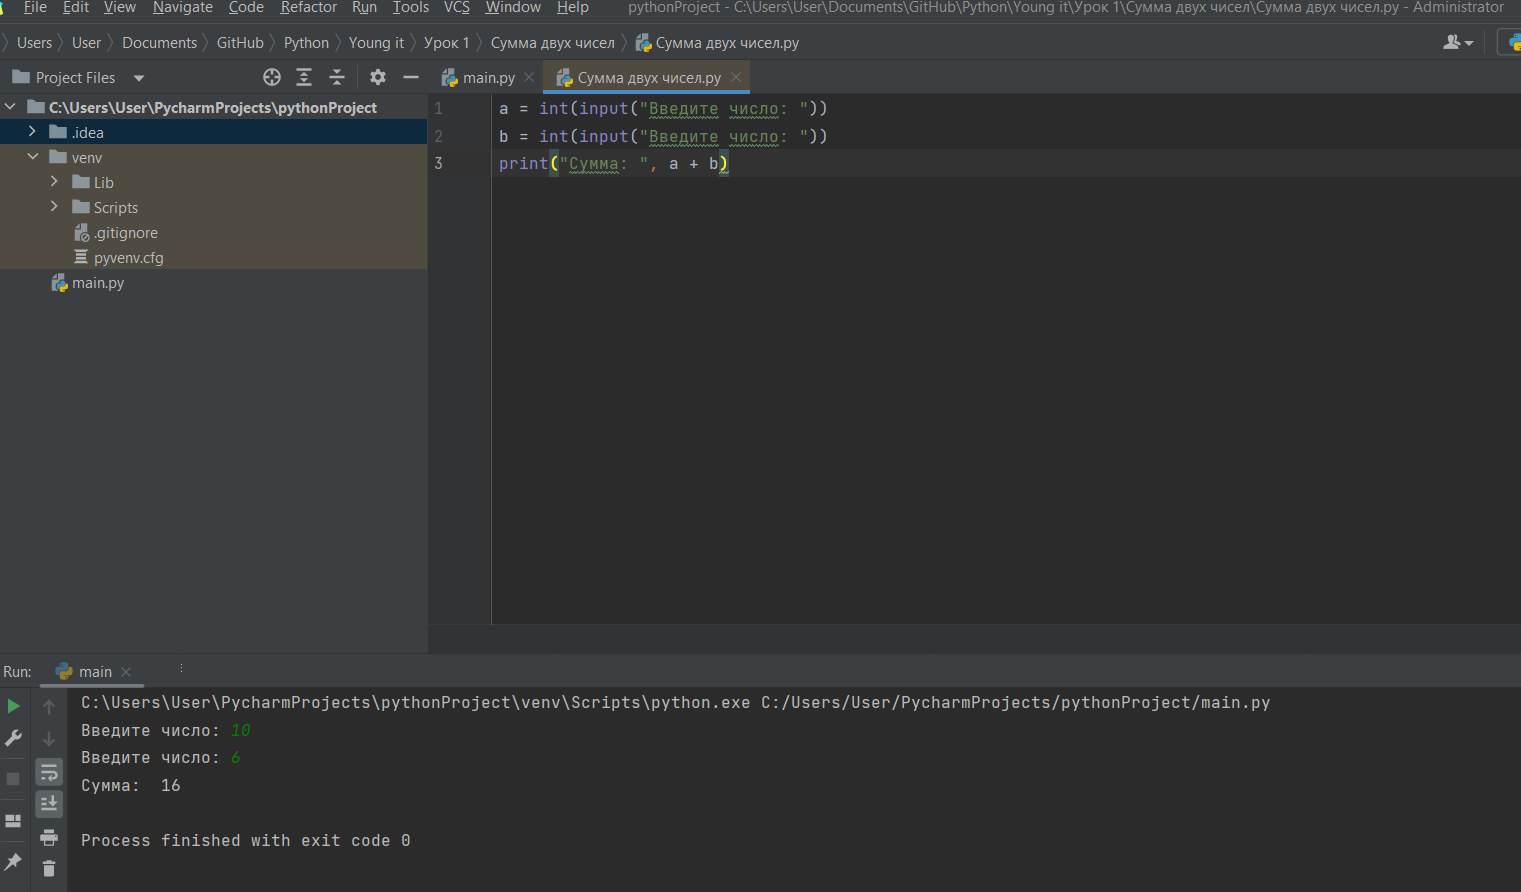 File Edit View Navigate Code Refactor Run Tools VCS Window Help pythonProject - C:\Users\User\Documents\GitHub\Python\Young it\Урок 1\Сумма двух чисел\Сумма двух чисел.py - Administrator
Users User Documents GitHub Python Young it Урок 1 Сумма двух чисел Сумма двух чисел.py
Project Files main.py Сумма двух чисел.py
C:\Users\User\PycharmProjects\pythonProject
.idea
venv
Lib
Scripts
.gitignore
pyvenv.cfg
main.py
1 a = int(input("Введите число: "))
2 b = int(input("Введите число: "))
3 print("Сумма: ", a + b)
Run: main
C:\Users\User\PycharmProjects\pythonProject\venv\Scripts\python.exe C:/Users/User/PycharmProjects/pythonProject/main.py
Введите число: 10
Введите число: 6
Сумма:  16
Process finished with exit code 0